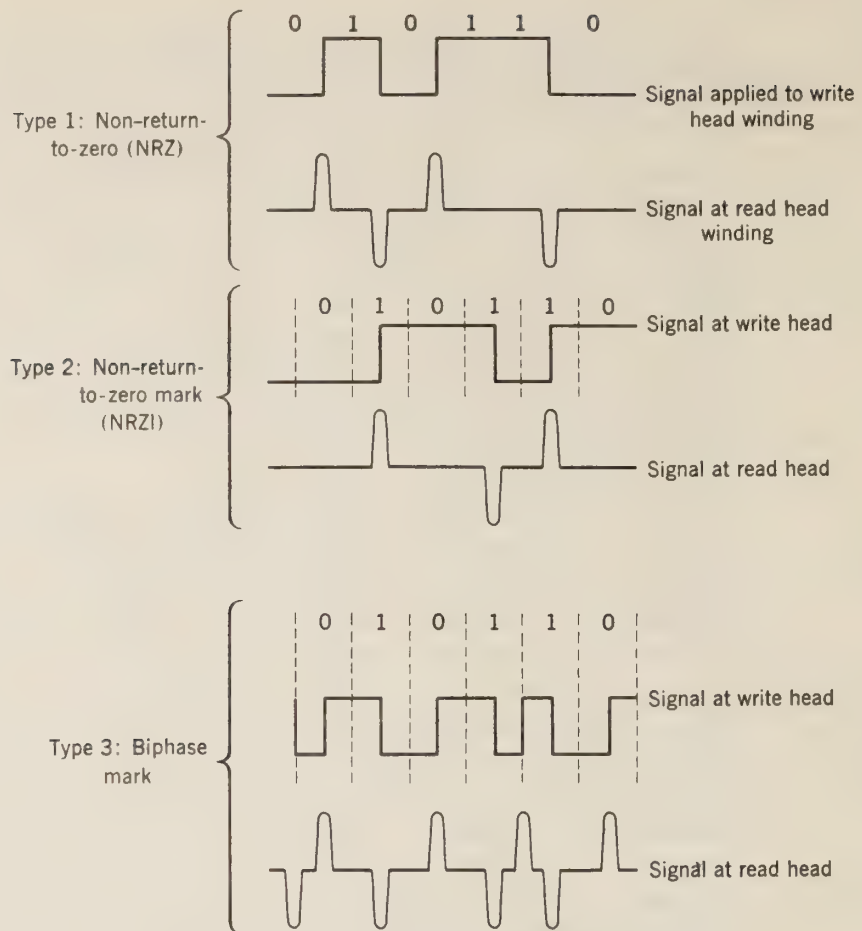 0 1 0 1 1 0
Type 1: Non-return-
to-zero (NRZ)
Signal applied to write
head winding
Signal at read head
winding
0 1 0 1 1 0
Type 2: Non-return-
to-zero mark
(NRZI)
Signal at write head
Signal at read head
0 1 0 1 1 0
Type 3: Biphase
mark
Signal at write head
Signal at read head